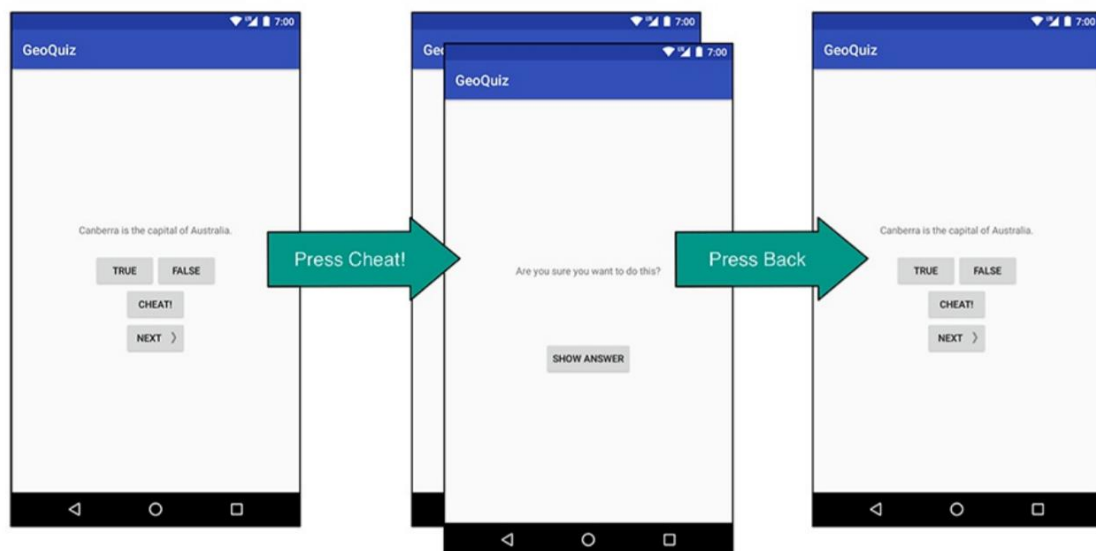 7:00
GeoQuiz
Canberra is the capital of Australia.
TRUE FALSE
CHEAT!
NEXT
Press Cheat!
7:00
Geo
7:00
GeoQuiz
Are you sure you want to do this?
SHOW ANSWER
Press Back
7:00
GeoQuiz
Canberra is the capital of Australia.
TRUE FALSE
CHEAT!
NEXT